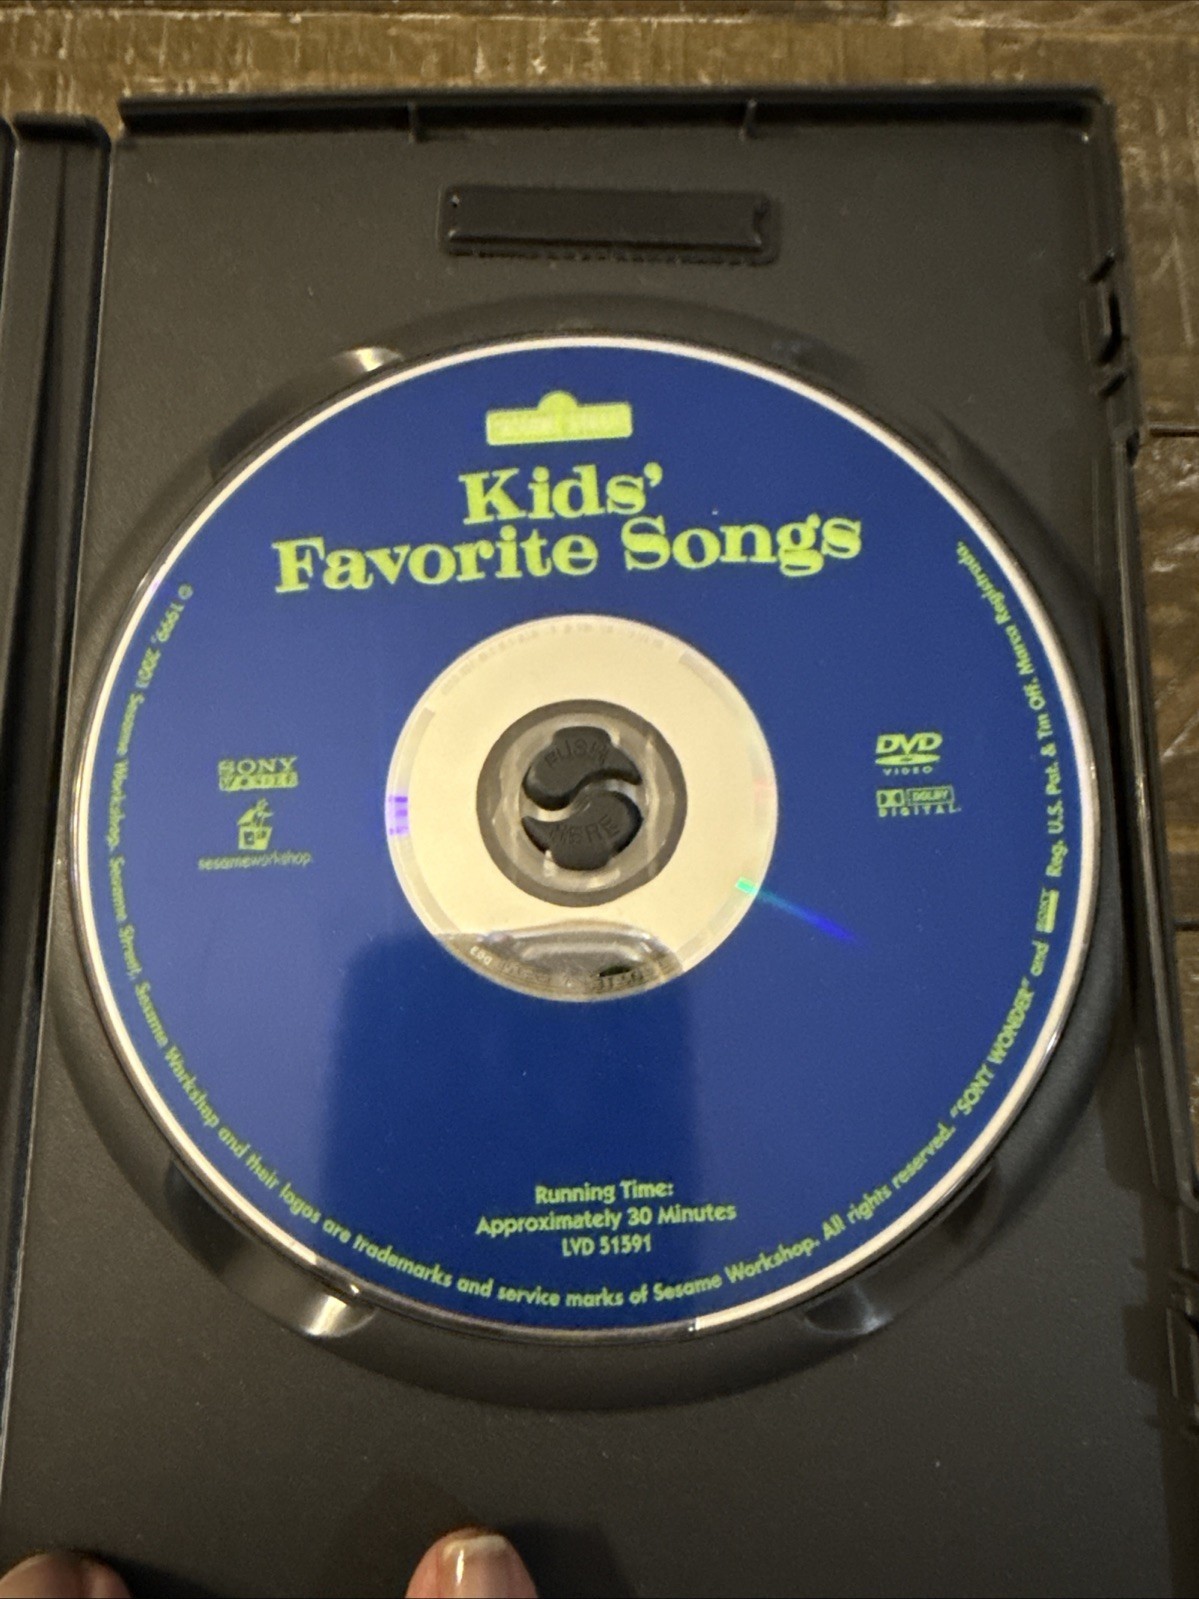 SESAME STREET
Kids'
Favorite Songs
SONY
WONDER
sesameworkshop.
DVD
VIDEO
DOLBY
DIGITAL
PUSH
HERE
Running Time:
Approximately 30 Minutes
LVD 51591
© 1999, 2001 Sesame Workshop. Sesame Street, Sesame Workshop and their logos are trademarks and service marks of Sesame Workshop. All rights reserved. "SONY WONDER" and SONY Reg. U.S. Pat. & Tm Off. Marca Registrada.